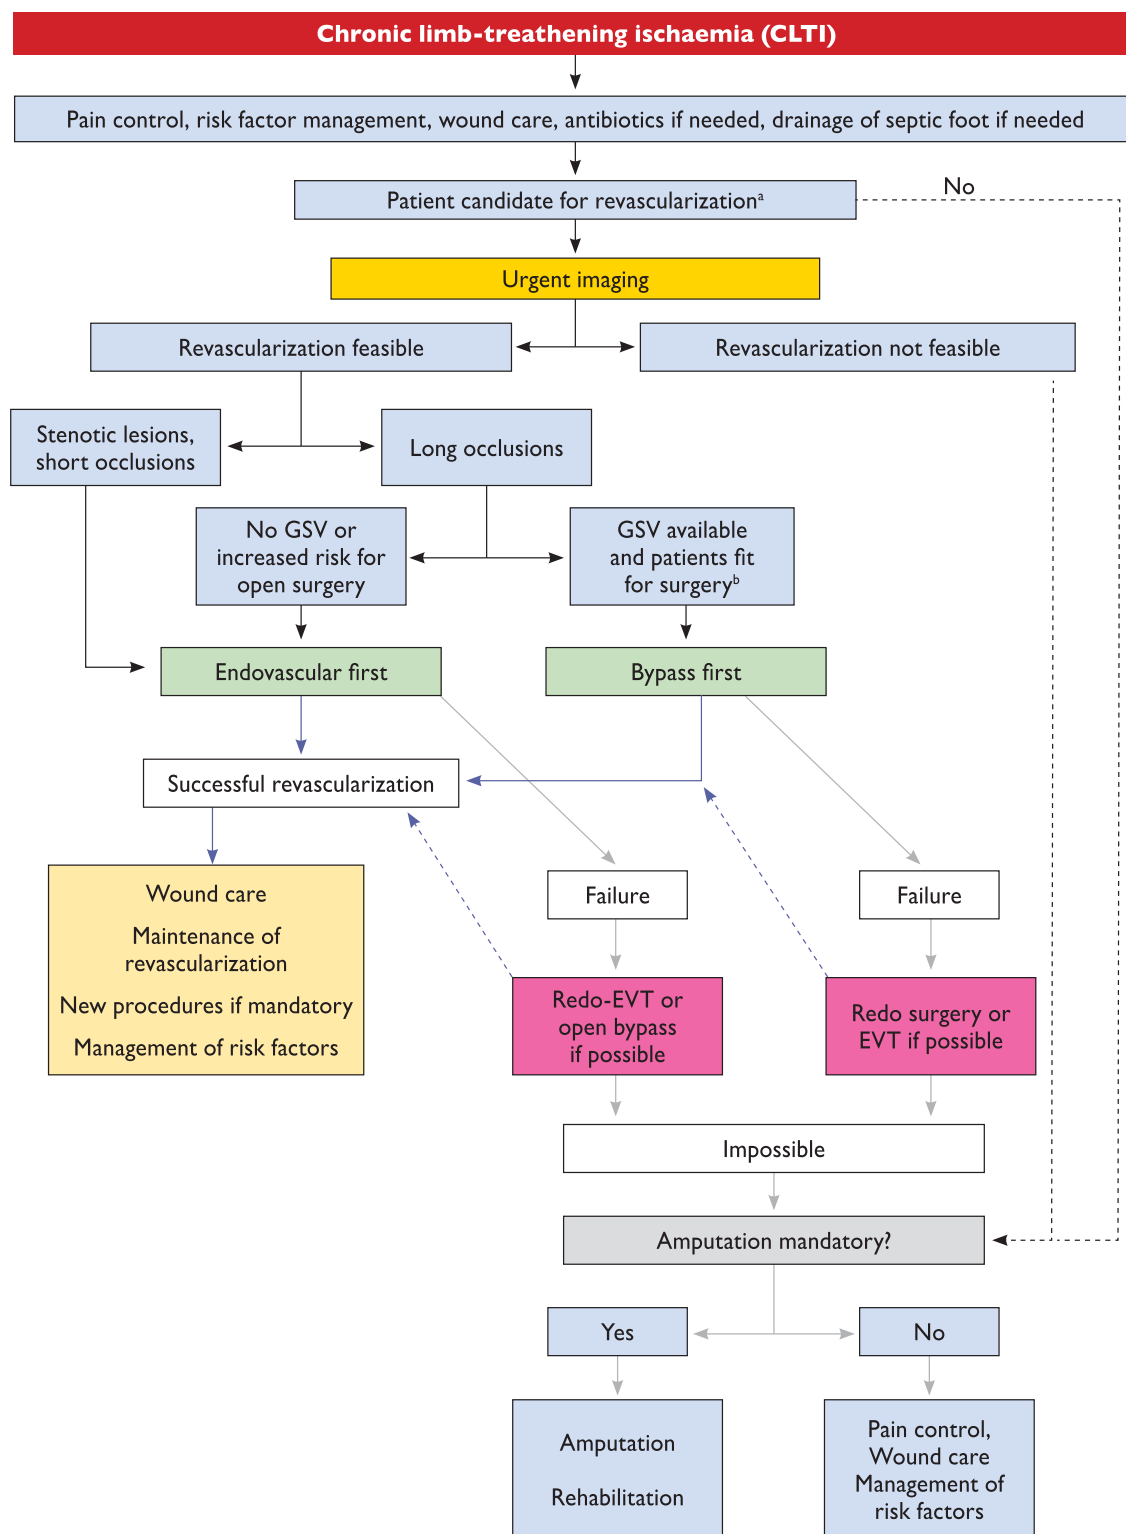 Chronic limb-treathening ischaemia (CLTI)
Pain control, risk factor management, wound care, antibiotics if needed, drainage of septic foot if needed
Patient candidate for revascularizationᵃ
No
Urgent imaging
Revascularization feasible
Revascularization not feasible
Stenotic lesions,
short occlusions
Long occlusions
No GSV or
increased risk for
open surgery
GSV available
and patients fit
for surgeryᵇ
Endovascular first
Bypass first
Successful revascularization
Wound care
Maintenance of
revascularization
New procedures if mandatory
Management of risk factors
Failure
Failure
Redo-EVT or
open bypass
if possible
Redo surgery or
EVT if possible
Impossible
Amputation mandatory?
Yes
No
Amputation
Rehabilitation
Pain control,
Wound care
Management of
risk factors